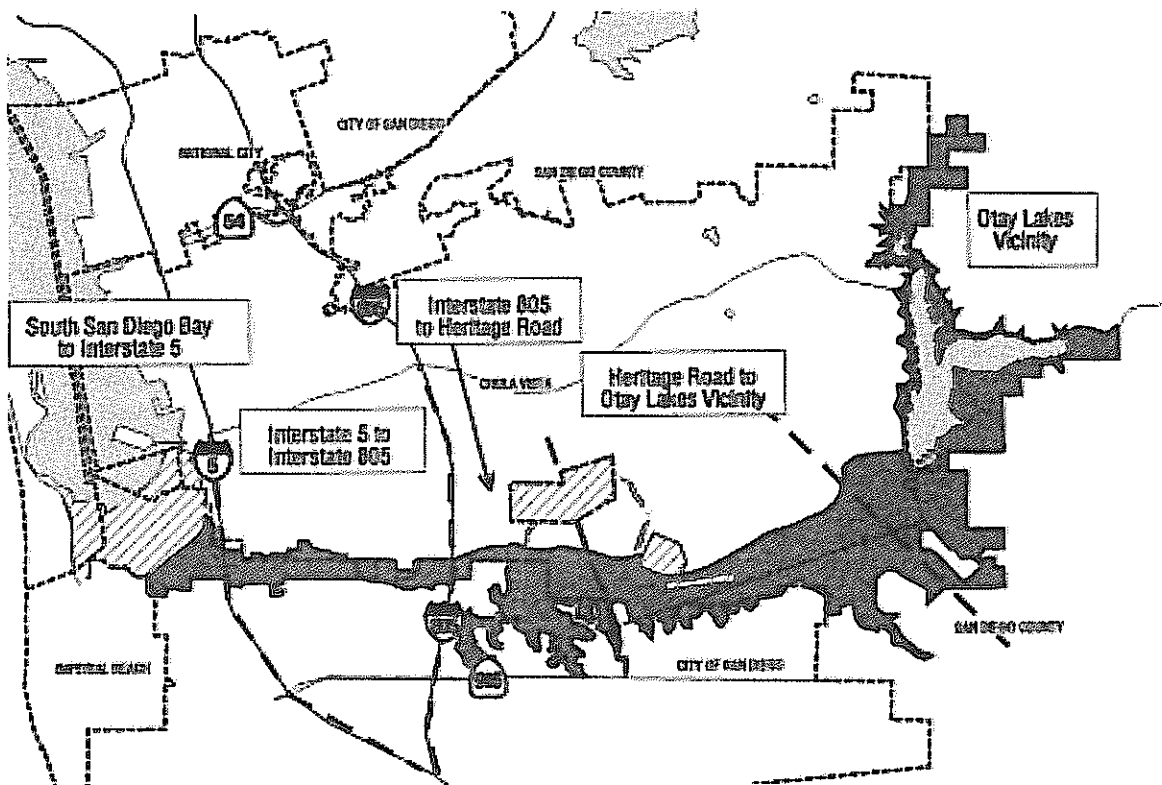 CITY OF SAN DIEGO
NATIONAL CITY
SAN DIEGO COUNTY
54
Otay Lakes
Vicinity
South San Diego Bay
to Interstate 5
Interstate 805
to Heritage Road
CHULA VISTA
Heritage Road to
Otay Lakes Vicinity
5
Interstate 5 to
Interstate 805
SAN DIEGO COUNTY
IMPERIAL BEACH
CITY OF SAN DIEGO